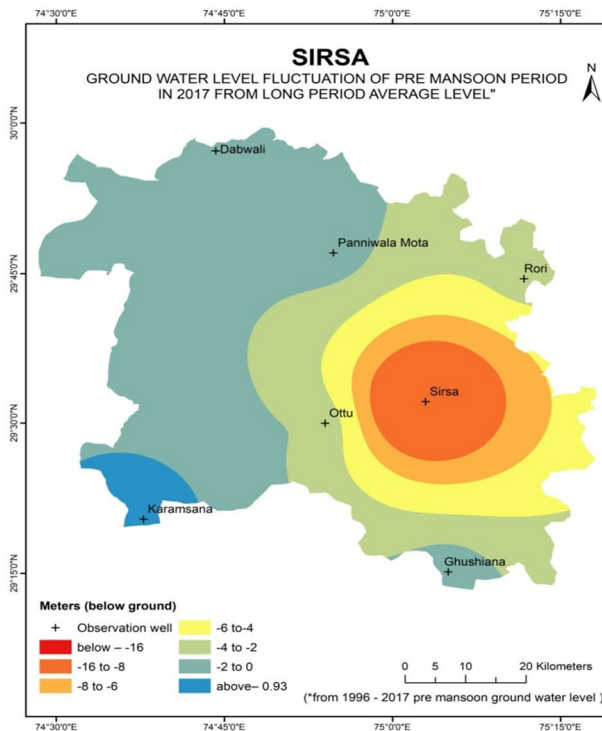 74°30'0"E 74°45'0"E 75°0'0"E 75°15'0"E
SIRSA
GROUND WATER LEVEL FLUCTUATION OF PRE MANSOON PERIOD
IN 2017 FROM LONG PERIOD AVERAGE LEVEL"
N
30°0'0"N
Dabwali
Panniwala Mota
29°45'0"N
Rori
Sirsa
29°30'0"N
Ottu
Karamsana
Ghushiana
29°15'0"N
Meters (below ground)
Observation well
below – -16
-16 to -8
-8 to -6
-6 to-4
-4 to -2
-2 to 0
above– 0.93
0 5 10 20 Kilometers
(*from 1996 - 2017 pre mansoon ground water level )
74°30'0"E 74°45'0"E 75°0'0"E 75°15'0"E